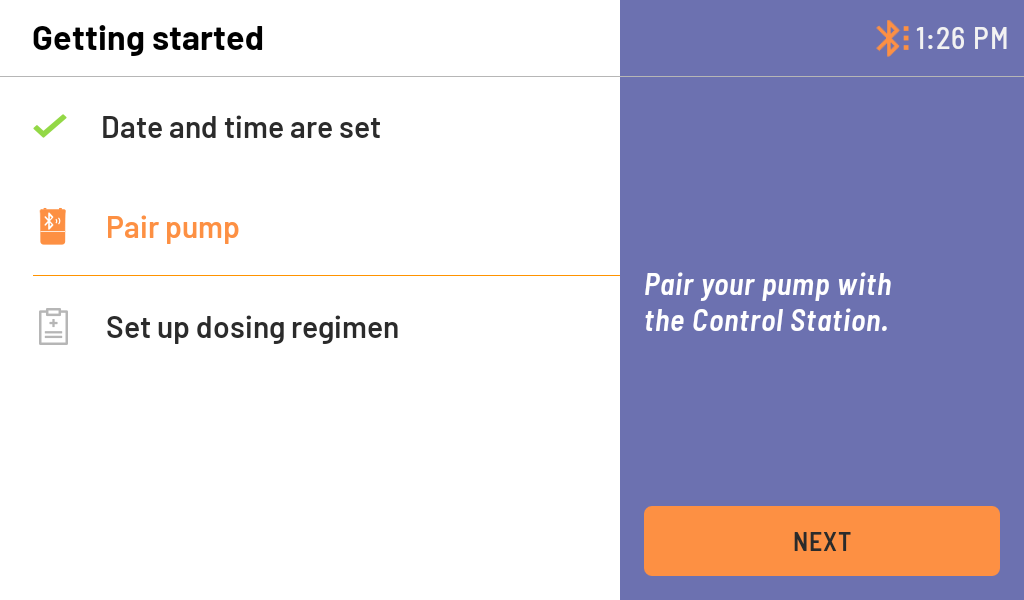 Getting started
1:26 PM
Date and time are set
Pair pump
Set up dosing regimen
Pair your pump with
the Control Station.
NEXT